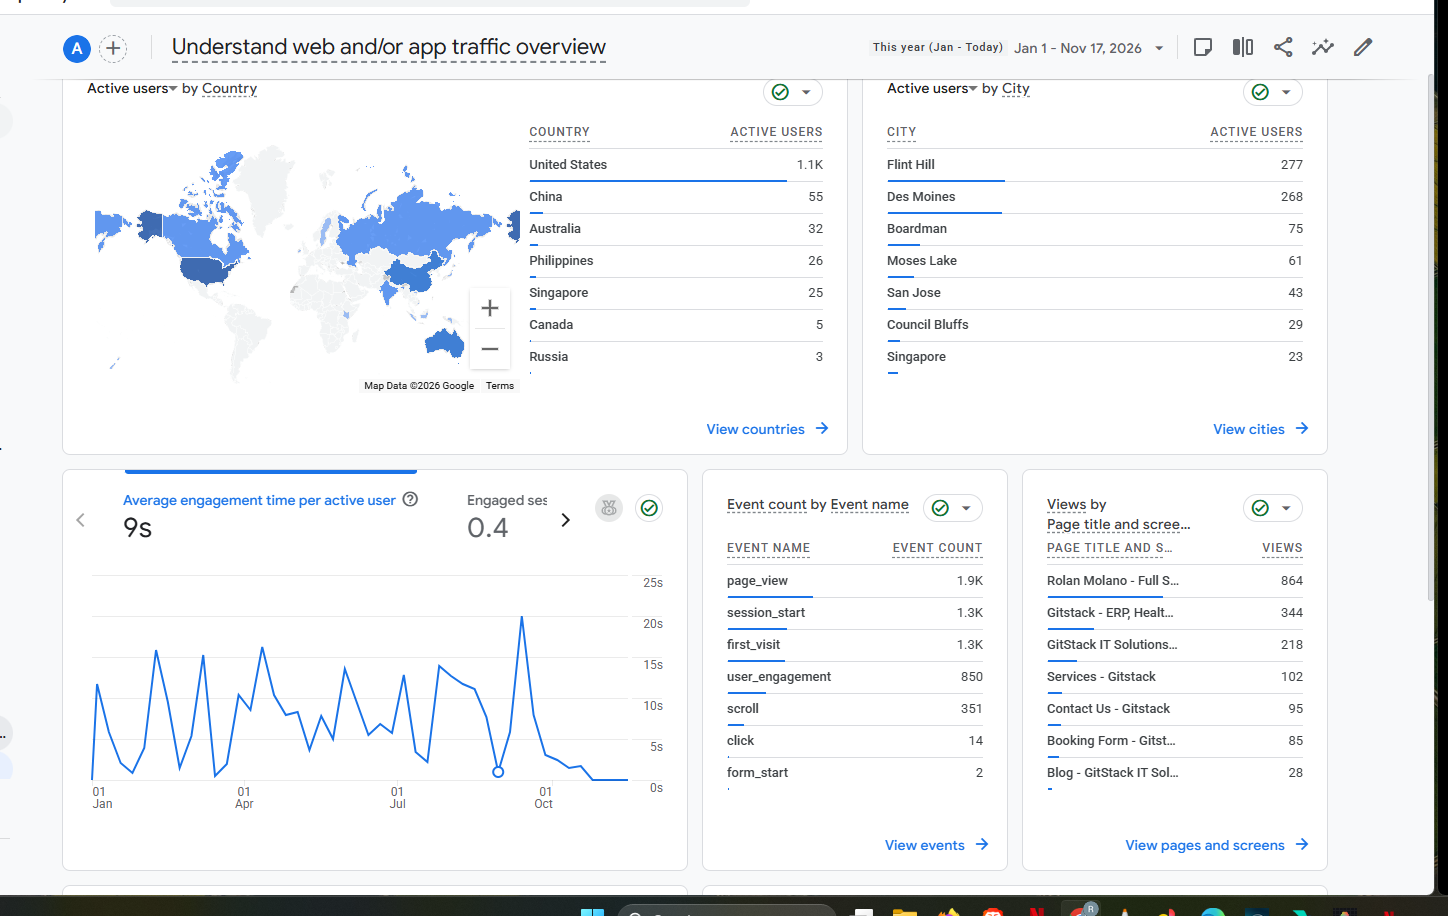 A
Understand web and/or app traffic overview
This year (Jan - Today) Jan 1 - Nov 17, 2026
Active users by Country
COUNTRY ACTIVE USERS
United States 1.1K
China 55
Australia 32
Philippines 26
Singapore 25
Canada 5
Russia 3
+
−
Map Data ©2026 Google Terms
View countries
Active users by City
CITY ACTIVE USERS
Flint Hill 277
Des Moines 268
Boardman 75
Moses Lake 61
San Jose 43
Council Bluffs 29
Singapore 23
View cities
Average engagement time per active user
9s
Engaged ses
0.4
25s
20s
15s
10s
5s
0s
01 Jan
01 Apr
01 Jul
01 Oct
Event count by Event name
EVENT NAME EVENT COUNT
page_view 1.9K
session_start 1.3K
first_visit 1.3K
user_engagement 850
scroll 351
click 14
form_start 2
View events
Views by
Page title and scree...
PAGE TITLE AND S... VIEWS
Rolan Molano - Full S... 864
Gitstack - ERP, Healt... 344
GitStack IT Solutions... 218
Services - Gitstack 102
Contact Us - Gitstack 95
Booking Form - Gitst... 85
Blog - GitStack IT Sol... 28
View pages and screens
R